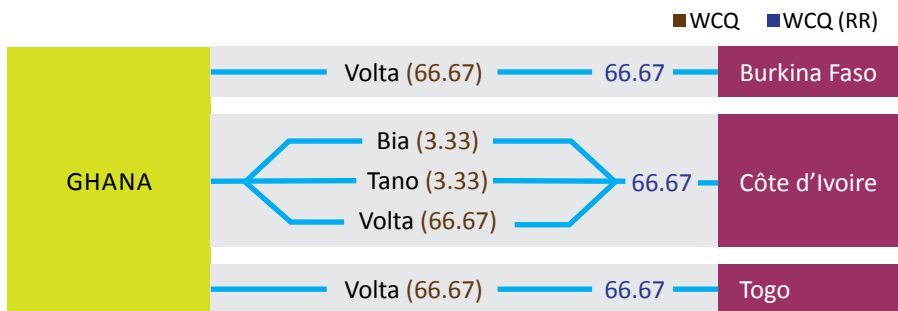 WCQ WCQ (RR)
Volta (66.67) 66.67 Burkina Faso
Bia (3.33)
GHANA Tano (3.33) 66.67 Côte d’Ivoire
Volta (66.67)
Volta (66.67) 66.67 Togo